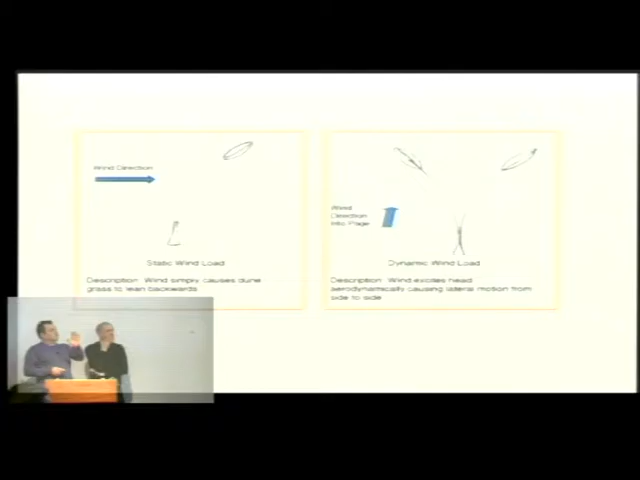 Wind Direction
Static Wind Load
Description: Wind simply causes dune
grass to lean backwards
Wind
Direction
Into Page
Dynamic Wind Load
Description: Wind excites head
aerodynamically causing lateral motion from
side to side